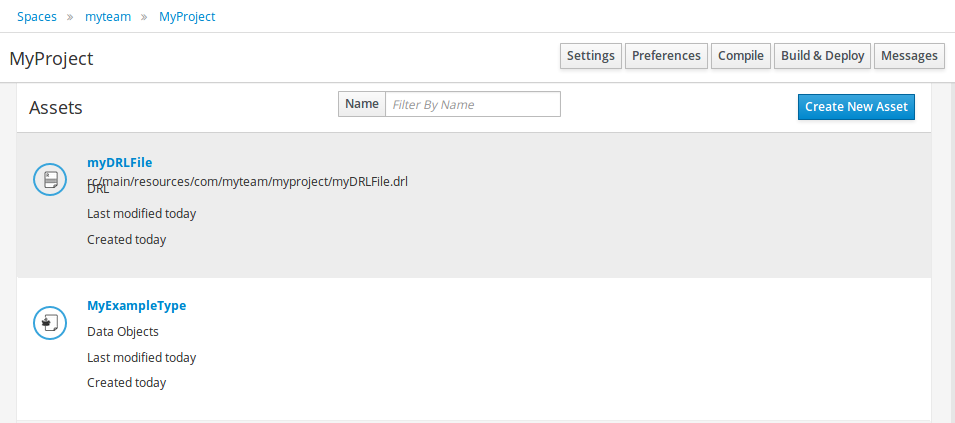 Spaces » myteam » MyProject
MyProject
Settings Preferences Compile Build & Deploy Messages
Assets
Name Filter By Name
Create New Asset
myDRLFile
rc/main/resources/com/myteam/myproject/myDRLFile.drl
DRL
Last modified today
Created today
MyExampleType
Data Objects
Last modified today
Created today